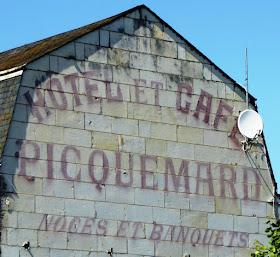 HOTEL ET CAFÉ
PICQUEMARD
NOCES ET BANQUETS